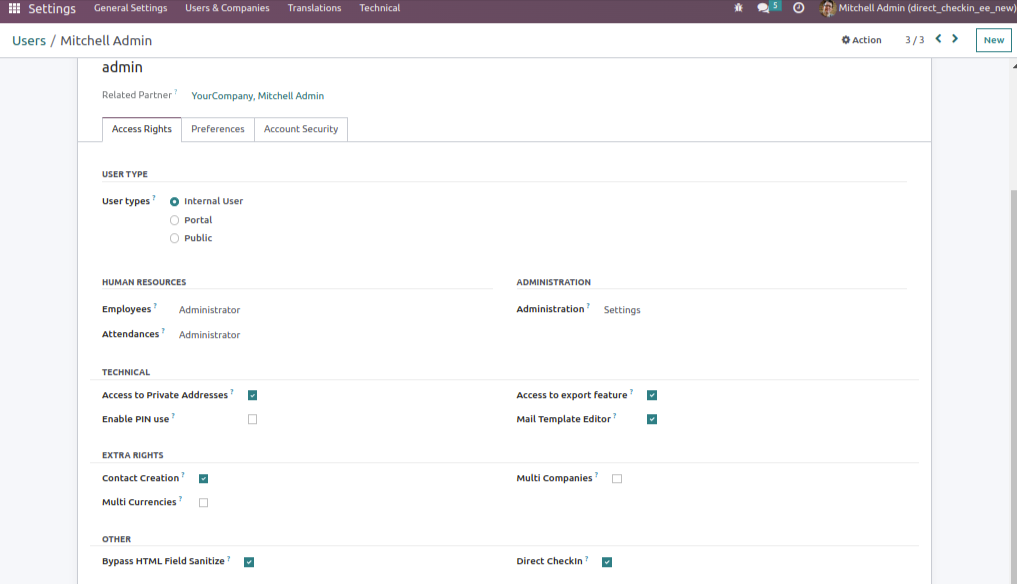 Settings General Settings Users & Companies Translations Technical 5 Mitchell Admin (direct_checkin_ee_new)
Users / Mitchell Admin Action 3 / 3 New
admin
Related Partner ? YourCompany, Mitchell Admin
Access Rights Preferences Account Security
USER TYPE
User types ? Internal User
Portal
Public
HUMAN RESOURCES ADMINISTRATION
Employees ? Administrator Administration ? Settings
Attendances ? Administrator
TECHNICAL
Access to Private Addresses ? Access to export feature ?
Enable PIN use ? Mail Template Editor ?
EXTRA RIGHTS
Contact Creation ? Multi Companies ?
Multi Currencies ?
OTHER
Bypass HTML Field Sanitize ? Direct CheckIn ?